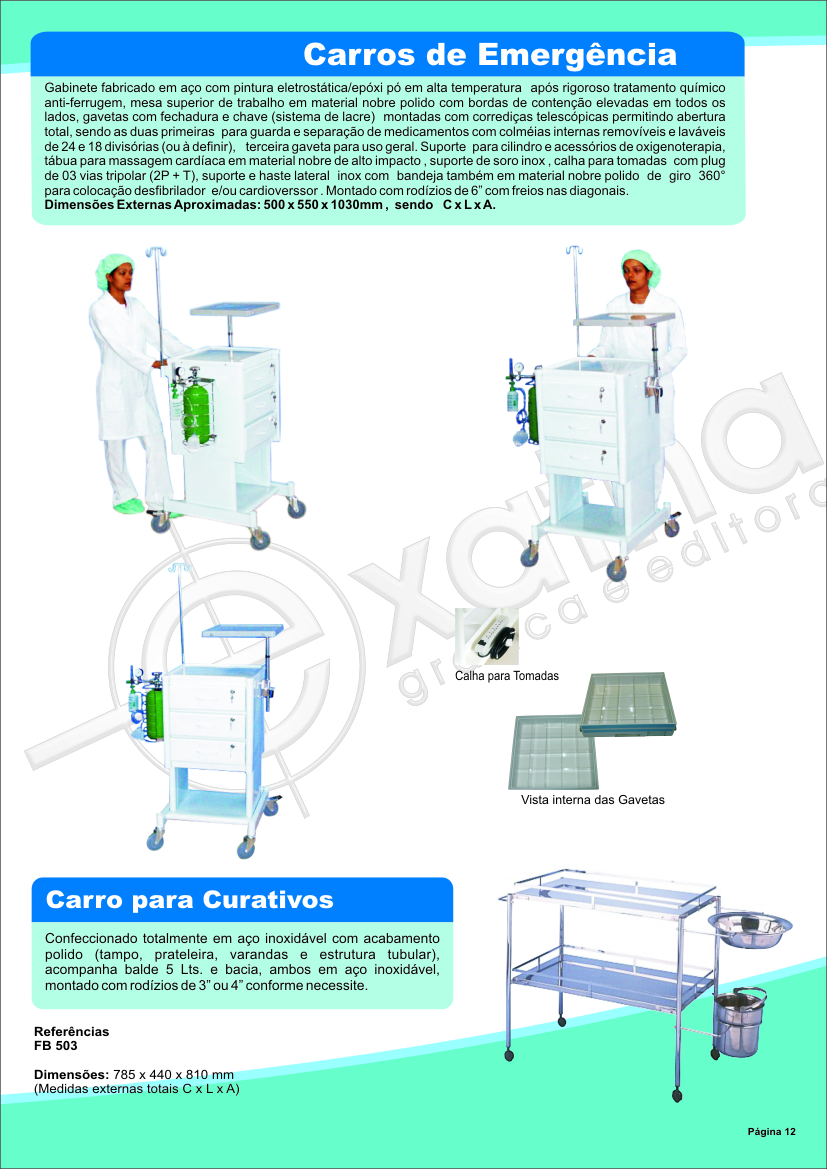 Carros de Emergência
Gabinete fabricado em aço com pintura eletrostática/epóxi pó em alta temperatura após rigoroso tratamento químico
anti-ferrugem, mesa superior de trabalho em material nobre polido com bordas de contenção elevadas em todos os
lados, gavetas com fechadura e chave (sistema de lacre) montadas com corrediças telescópicas permitindo abertura
total, sendo as duas primeiras para guarda e separação de medicamentos com colméias internas removíveis e laváveis
de 24 e 18 divisórias (ou à definir), terceira gaveta para uso geral. Suporte para cilindro e acessórios de oxigenoterapia,
tábua para massagem cardíaca em material nobre de alto impacto , suporte de soro inox , calha para tomadas com plug
de 03 vias tripolar (2P + T), suporte e haste lateral inox com bandeja também em material nobre polido de giro 360°
para colocação desfibrilador e/ou cardioverssor . Montado com rodízios de 6” com freios nas diagonais.
Dimensões Externas Aproximadas: 500 x 550 x 1030mm , sendo C x L x A.
exatma
gráfica e editora
Calha para Tomadas
Vista interna das Gavetas
Carro para Curativos
Confeccionado totalmente em aço inoxidável com acabamento
polido (tampo, prateleira, varandas e estrutura tubular),
acompanha balde 5 Lts. e bacia, ambos em aço inoxidável,
montado com rodízios de 3” ou 4” conforme necessite.
Referências
FB 503
Dimensões: 785 x 440 x 810 mm
(Medidas externas totais C x L x A)
Página 12